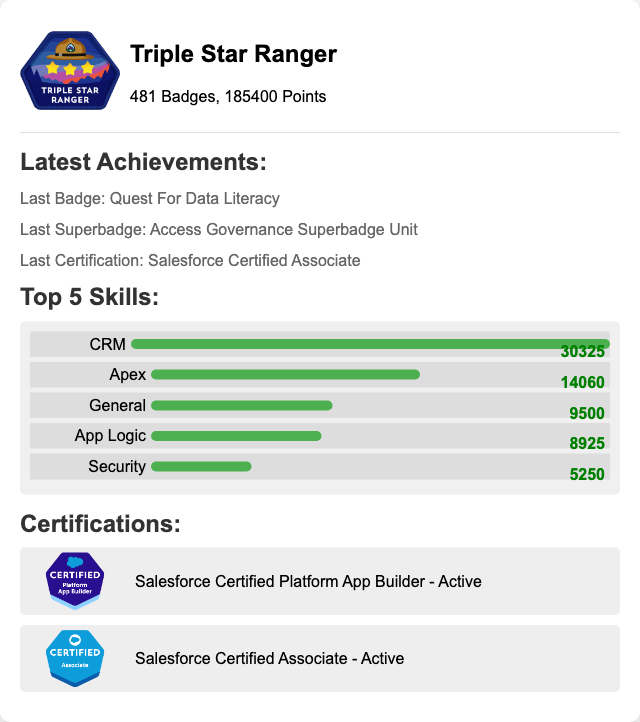 TRIPLE STAR
RANGER
Triple Star Ranger
481 Badges, 185400 Points
Latest Achievements:
Last Badge: Quest For Data Literacy
Last Superbadge: Access Governance Superbadge Unit
Last Certification: Salesforce Certified Associate
Top 5 Skills:
CRM 30325
Apex 14060
General 9500
App Logic 8925
Security 5250
Certifications:
CERTIFIED
Platform
App Builder
Salesforce Certified Platform App Builder - Active
CERTIFIED
Associate
Salesforce Certified Associate - Active